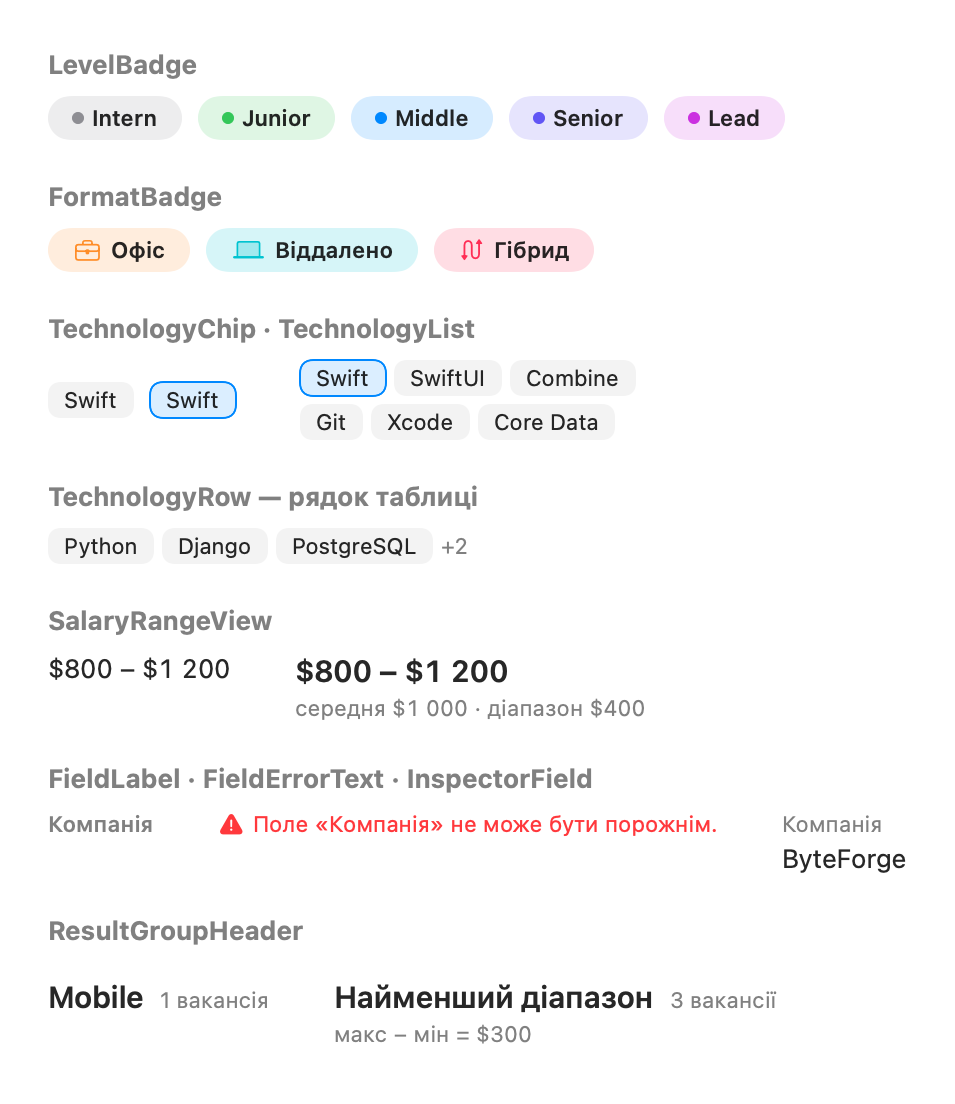 LevelBadge
Intern Junior Middle Senior Lead
FormatBadge
Офіс Віддалено Гібрид
TechnologyChip · TechnologyList
Swift Swift Swift SwiftUI Combine
Git Xcode Core Data
TechnologyRow — рядок таблиці
Python Django PostgreSQL +2
SalaryRangeView
$800 – $1 200 $800 – $1 200
середня $1 000 · діапазон $400
FieldLabel · FieldErrorText · InspectorField
Компанія Поле «Компанія» не може бути порожнім. Компанія
ByteForge
ResultGroupHeader
Mobile 1 вакансія Найменший діапазон 3 вакансії
макс – мін = $300